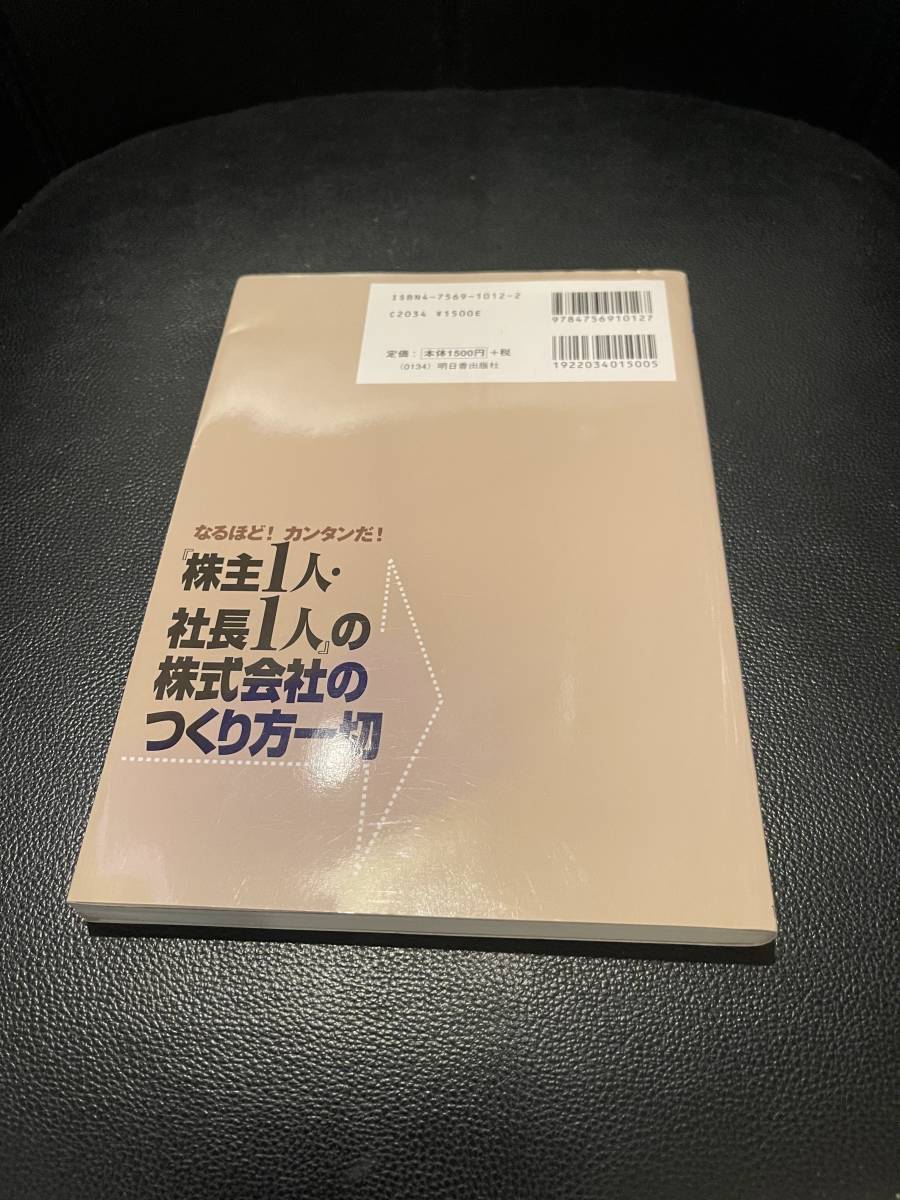 ISBN4-7569-1012-2
C2034 ¥1500E
定価： 本体1500円 +税
(0134) 明日香出版社
9784756910127
1922034015005
なるほど！ カンタンだ！
『株主1人・
社長1人』の
株式会社の
つくり方一切